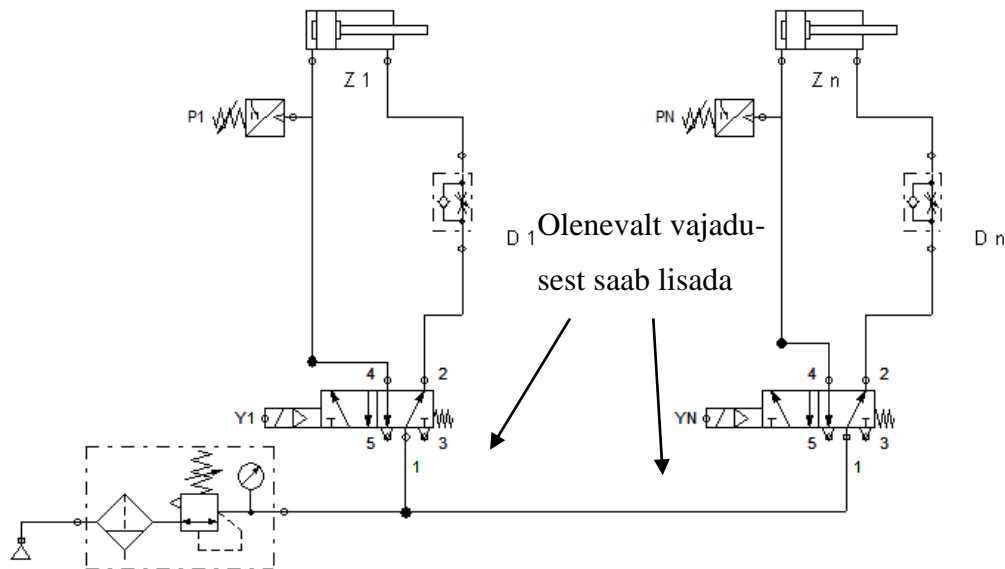 Z 1
Z n
P1
PN
D 1
Olenevalt vajadu-
sest saab lisada
D n
4 2
4 2
Y1
YN
5 3
5 3
1
1